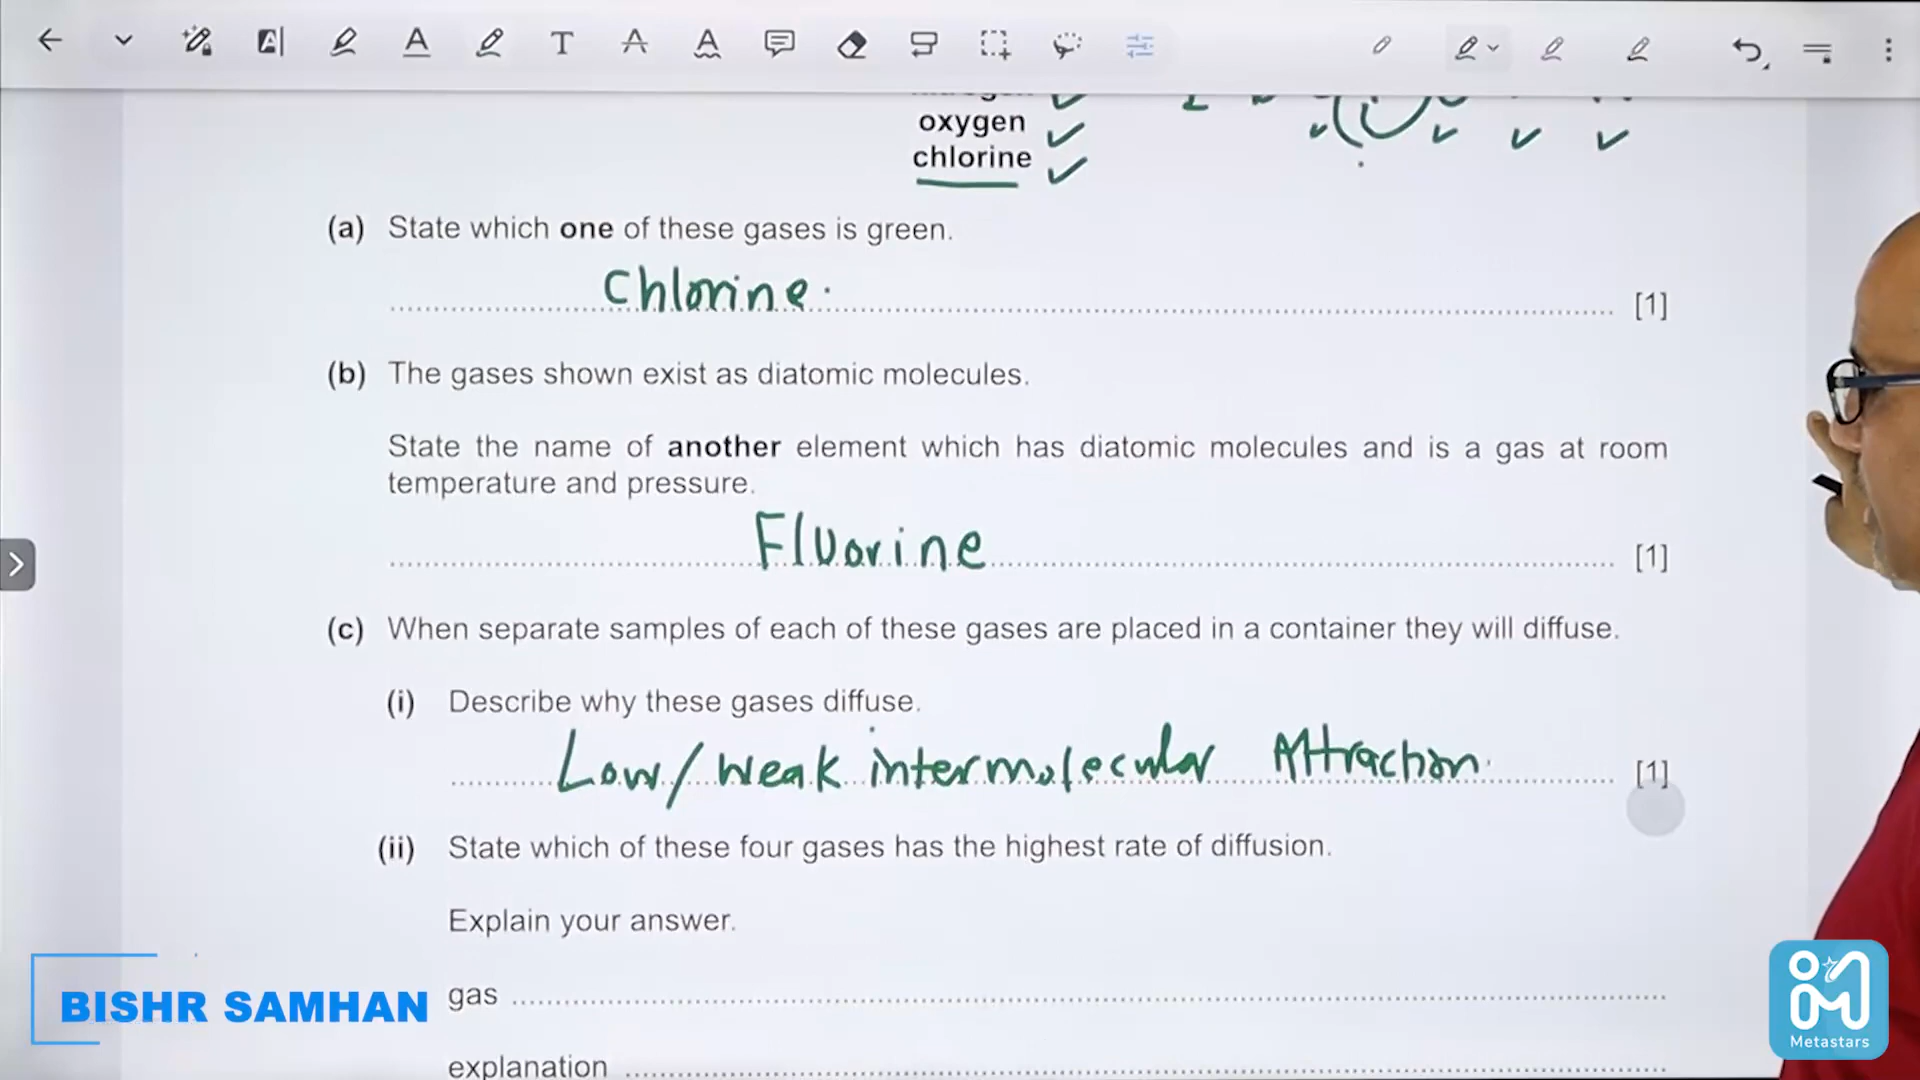 oxygen
chlorine
(a) State which one of these gases is green.
Chlorine.
[1]
(b) The gases shown exist as diatomic molecules.
State the name of another element which has diatomic molecules and is a gas at room
temperature and pressure.
Fluorine
[1]
(c) When separate samples of each of these gases are placed in a container they will diffuse.
(i) Describe why these gases diffuse.
Low/weak intermolecular Attraction.
[1]
(ii) State which of these four gases has the highest rate of diffusion.
Explain your answer.
gas
explanation
BISHR SAMHAN
Metastars